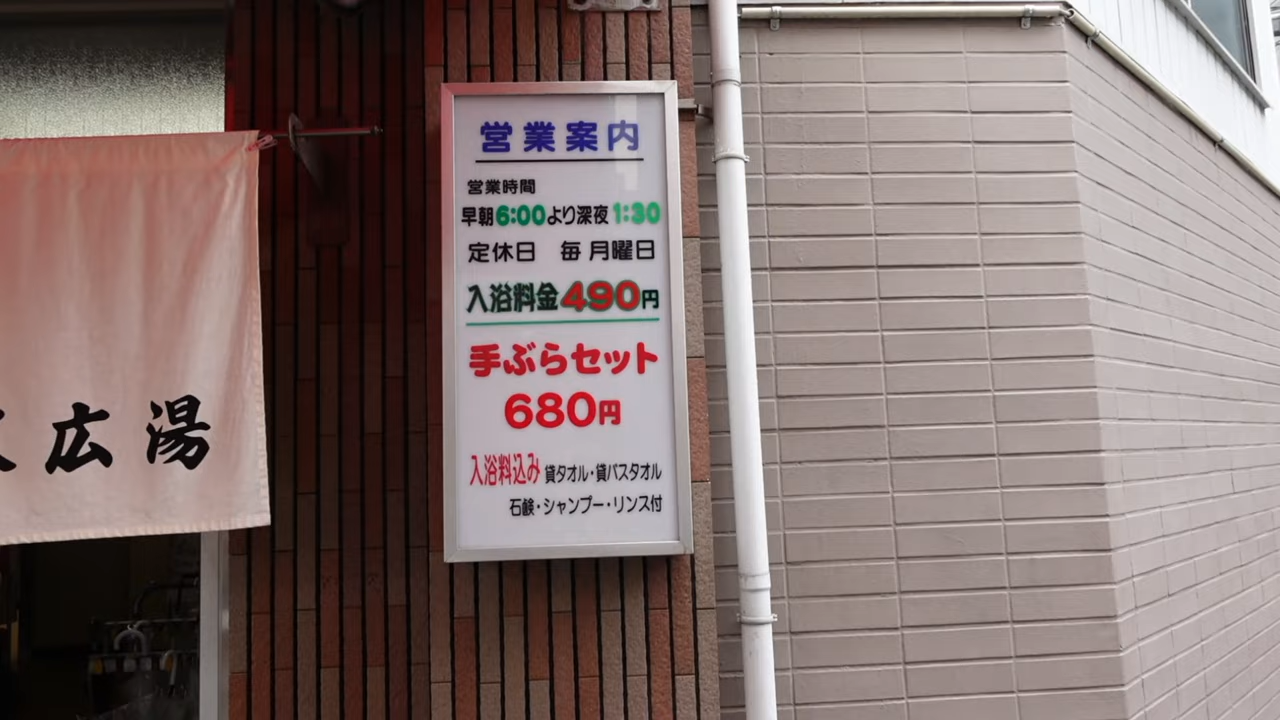 営業案内
営業時間
早朝6:00より深夜1:30
定休日 毎月曜日
入浴料金490円
手ぶらセット
680円
入浴料込み 貸タオル・貸バスタオル
石鹸・シャンプー・リンス付
広湯